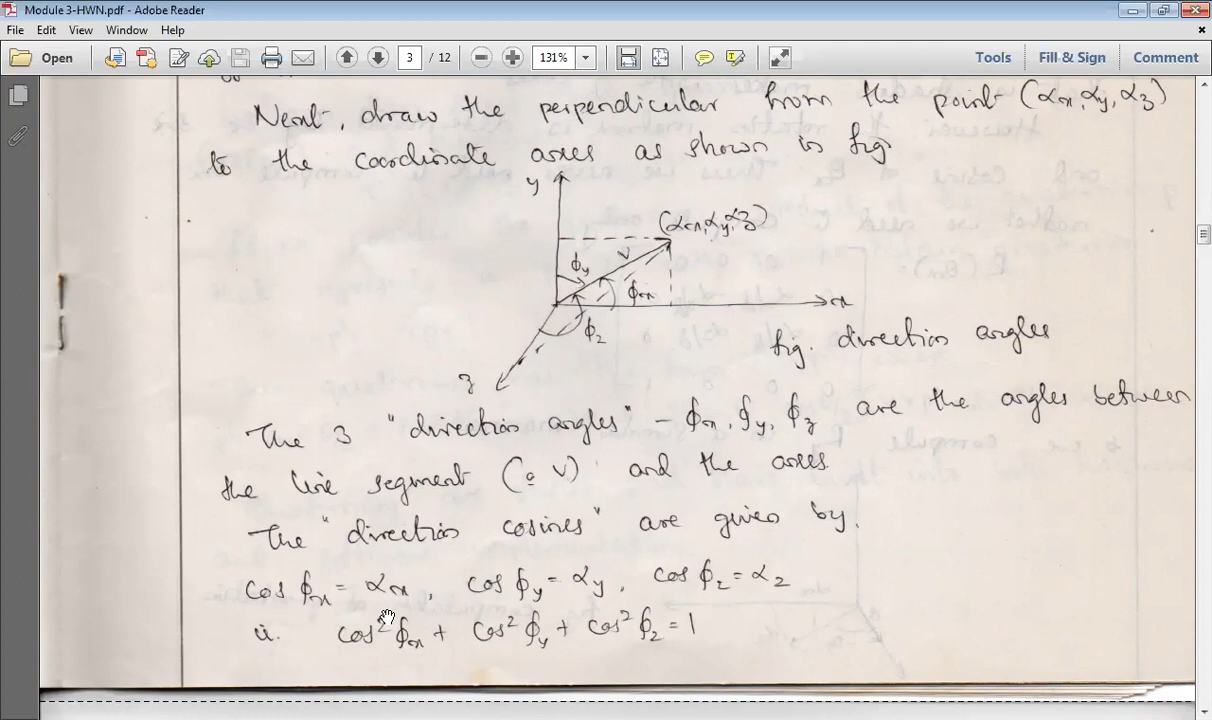 Module 3-HWN.pdf - Adobe Reader
File Edit View Window Help
Open 3 / 12 131% Tools Fill & Sign Comment
Next, draw the perpendicular from the point (αx, αy, αz)
to the coordinate axes as shown in fig
y
(αx, αy, αz)
ϕy
v
ϕx
x
ϕz
fig. direction angles
z
The 3 "direction angles" - ϕx, ϕy, ϕz are the angles between
the line segment (a v) and the axes.
The "direction cosines" are given by.
cos ϕx = αx, cos ϕy = αy, cos ϕz = αz
ii. cos² ϕx + cos² ϕy + cos² ϕz = 1